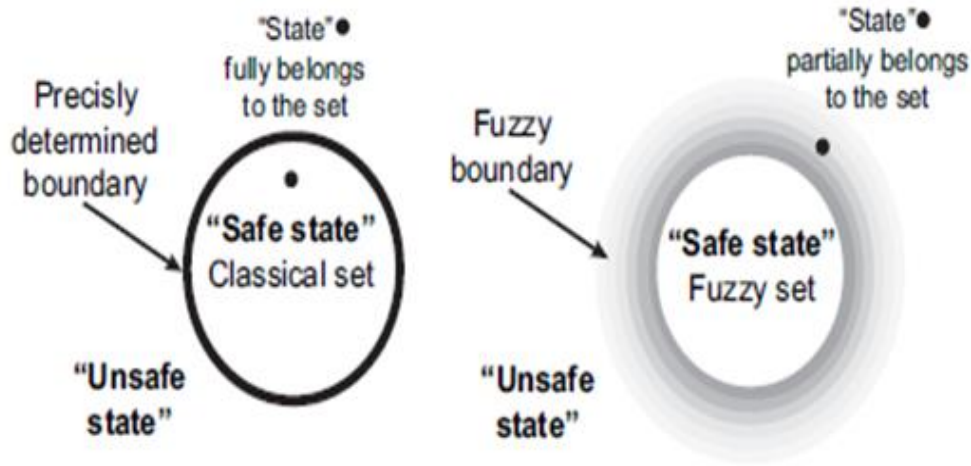 "State"
fully belongs
to the set
Precisly
determined
boundary
"Safe state"
Classical set
"Unsafe
state"
"State"
partially belongs
to the set
Fuzzy
boundary
"Safe state"
Fuzzy set
"Unsafe
state"